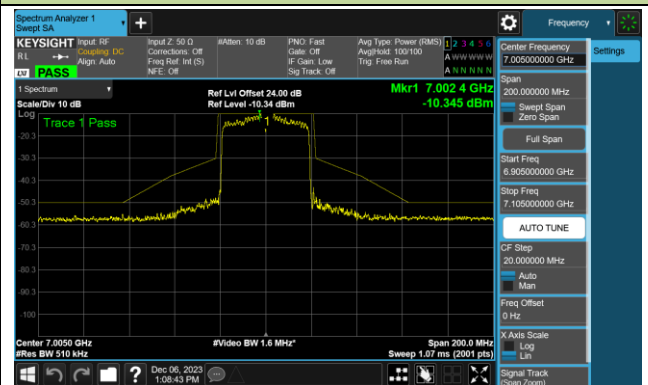 Spectrum Analyzer 1
Swept SA
+
Frequency
KEYSIGHT
RL
LXI PASS
Input: RF
Coupling: DC
Align: Auto
Input Z: 50 Ω
Corrections: Off
Freq Ref: Int (S)
NFE: Off
#Atten: 10 dB
PNO: Fast
Gate: Off
IF Gain: Low
Sig Track: Off
Avg Type: Power (RMS)
Avg|Hold: 100/100
Trig: Free Run
1 2 3 4 5 6
A W W W W W
A N N N N N
1 Spectrum
Scale/Div 10 dB
Ref Lvl Offset 24.00 dB
Ref Level -10.34 dBm
Mkr1 7.002 4 GHz
-10.345 dBm
Log
Trace 1 Pass
1
-20.3
-30.3
-40.3
-50.3
-60.3
-70.3
-80.3
-90.3
-100
Center 7.0050 GHz
#Video BW 1.6 MHz*
Span 200.0 MHz
#Res BW 510 kHz
Sweep 1.07 ms (2001 pts)
Dec 06, 2023
1:08:43 PM
Center Frequency
7.005000000 GHz
Settings
Span
200.000000 MHz
Swept Span
Zero Span
Full Span
Start Freq
6.905000000 GHz
Stop Freq
7.105000000 GHz
AUTO TUNE
CF Step
20.000000 MHz
Auto
Man
Freq Offset
0 Hz
X Axis Scale
Log
Lin
Signal Track
(Span Zoom)